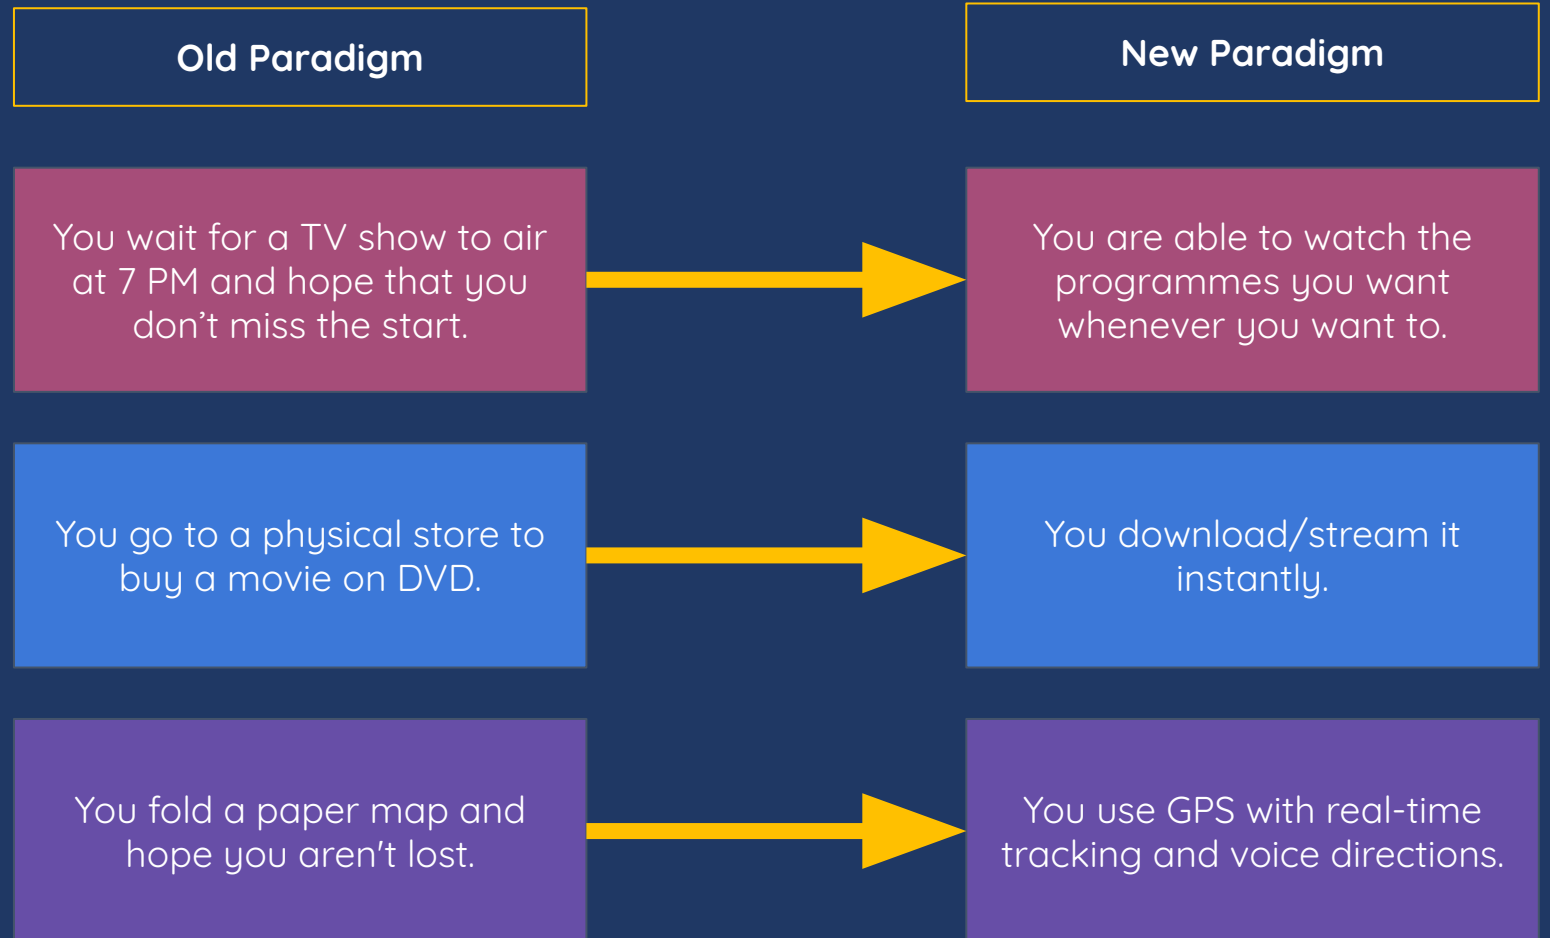 Old Paradigm
New Paradigm
You wait for a TV show to air
at 7 PM and hope that you
don’t miss the start.
You are able to watch the
programmes you want
whenever you want to.
You go to a physical store to
buy a movie on DVD.
You download/stream it
instantly.
You fold a paper map and
hope you aren't lost.
You use GPS with real-time
tracking and voice directions.